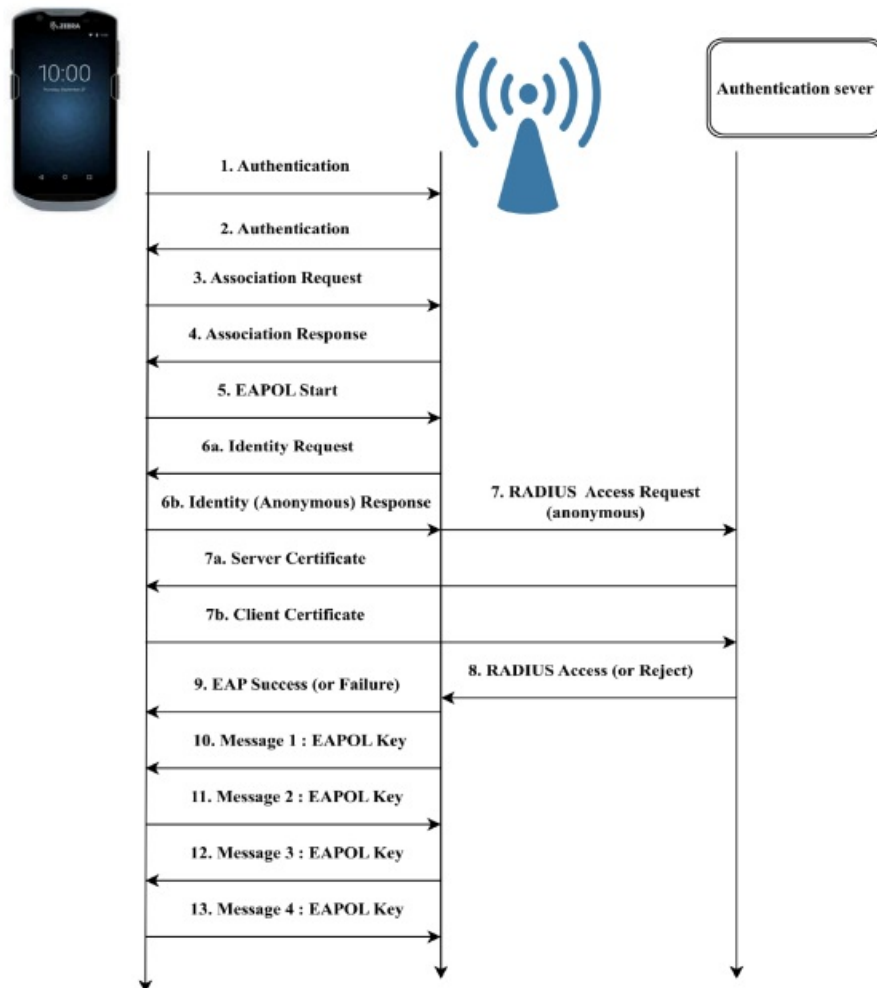 ZEBRA
10:00
Authentication sever
1. Authentication
2. Authentication
3. Association Request
4. Association Response
5. EAPOL Start
6a. Identity Request
6b. Identity (Anonymous) Response
7. RADIUS Access Request
(anonymous)
7a. Server Certificate
7b. Client Certificate
8. RADIUS Access (or Reject)
9. EAP Success (or Failure)
10. Message 1 : EAPOL Key
11. Message 2 : EAPOL Key
12. Message 3 : EAPOL Key
13. Message 4 : EAPOL Key